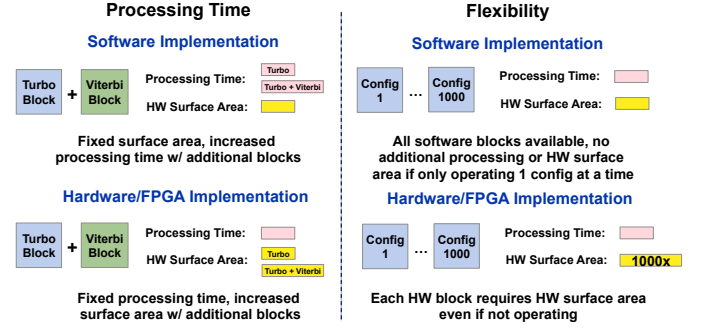 Processing Time
Software Implementation
Turbo
Block
+
Viterbi
Block
Processing Time:
Turbo
Turbo + Viterbi
HW Surface Area:
Fixed surface area, increased
processing time w/ additional blocks
Hardware/FPGA Implementation
Turbo
Block
+
Viterbi
Block
Processing Time:
HW Surface Area:
Turbo
Turbo + Viterbi
Fixed processing time, increased
surface area w/ additional blocks
Flexibility
Software Implementation
Config
1
...
Config
1000
Processing Time:
HW Surface Area:
All software blocks available, no
additional processing or HW surface
area if only operating 1 config at a time
Hardware/FPGA Implementation
Config
1
...
Config
1000
Processing Time:
HW Surface Area:
1000x
Each HW block requires HW surface area
even if not operating